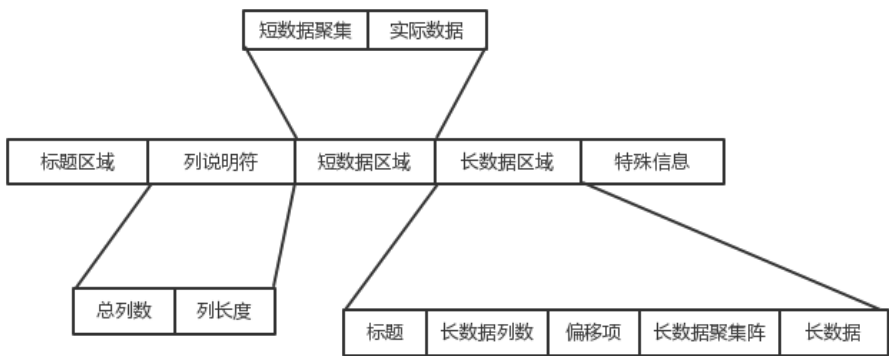 短数据聚集 实际数据
标题区域 列说明符 短数据区域 长数据区域 特殊信息
总列数 列长度
标题 长数据列数 偏移项 长数据聚集阵 长数据